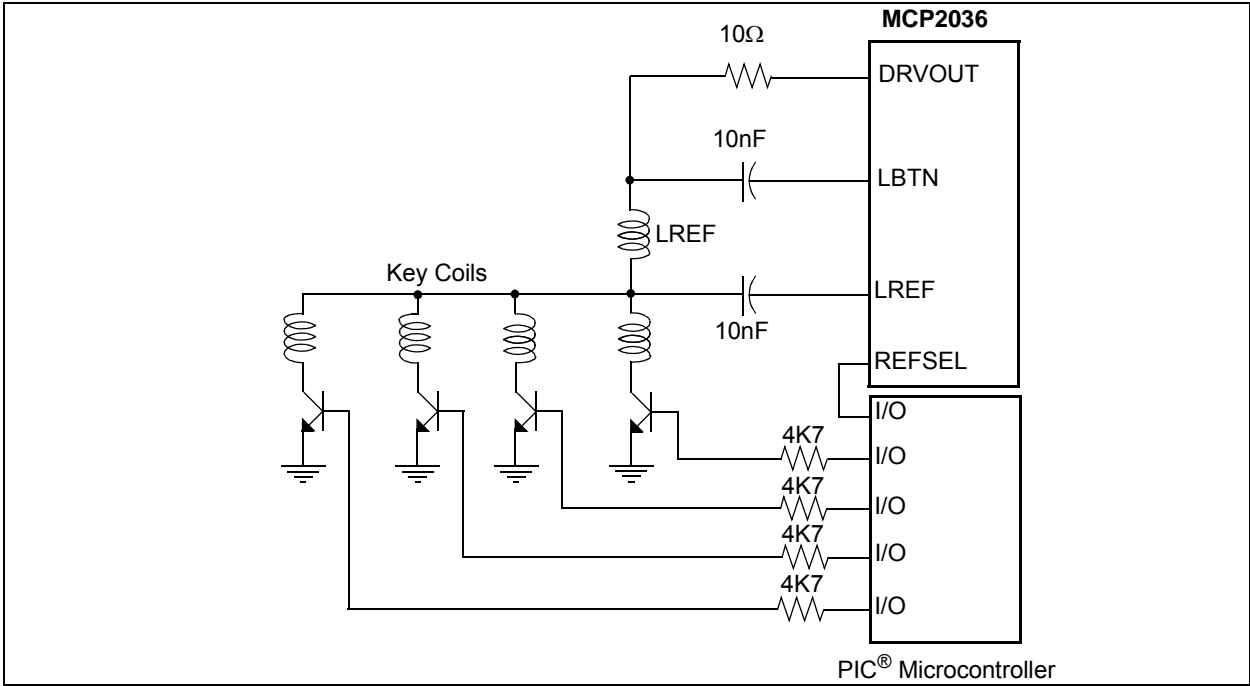 MCP2036
10Ω
DRVOUT
10nF
LBTN
LREF
Key Coils
LREF
10nF
REFSEL
I/O
4K7
I/O
4K7
I/O
4K7
I/O
4K7
I/O
PIC® Microcontroller